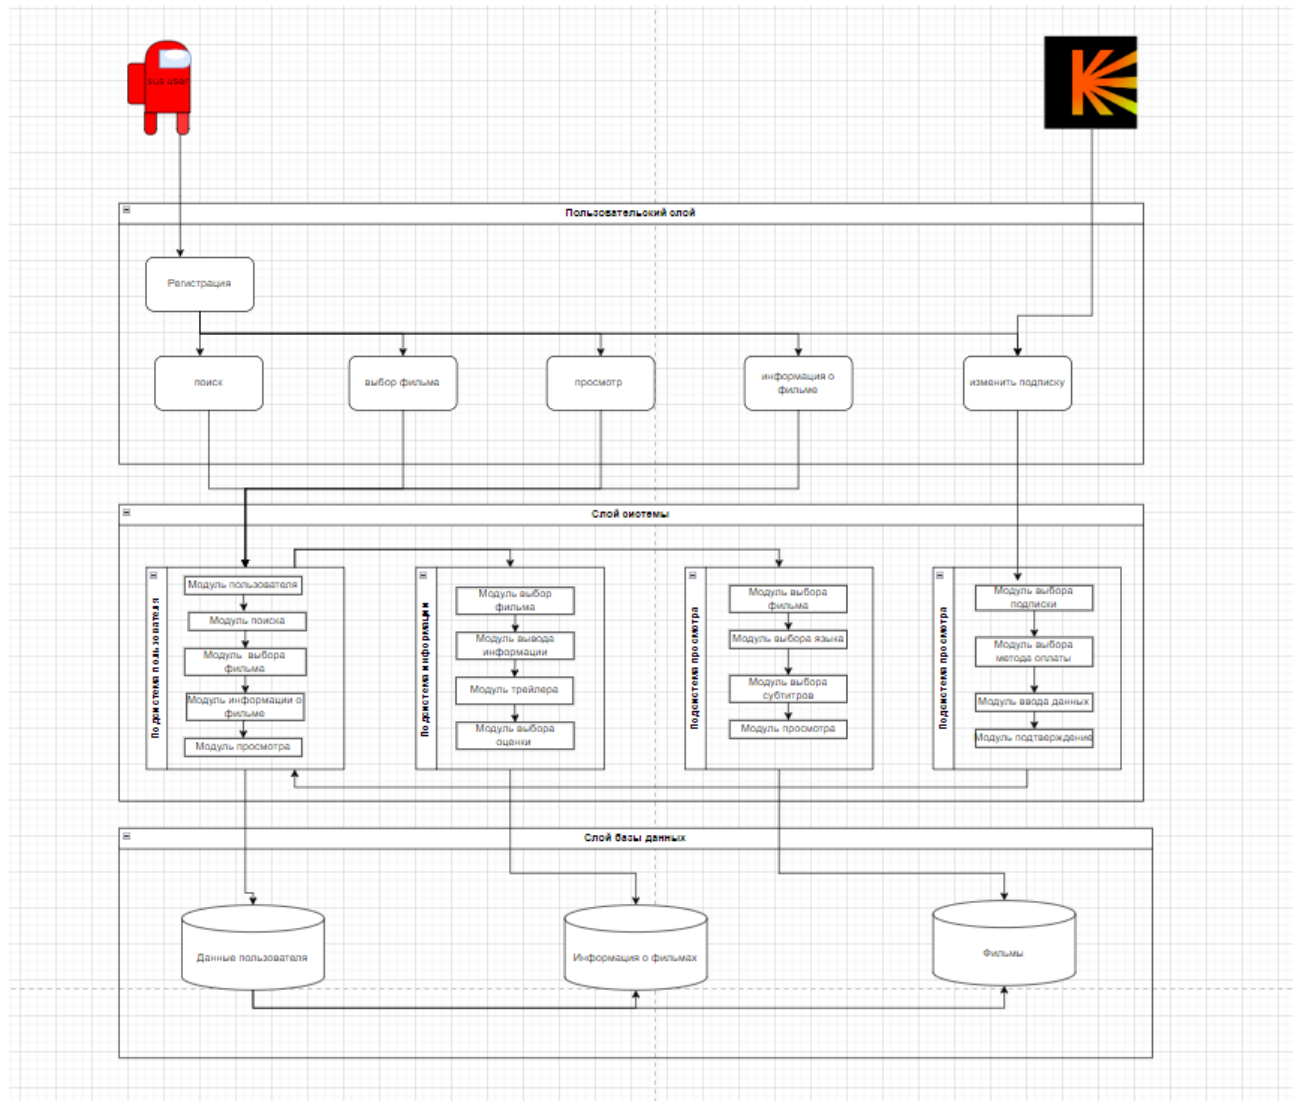 SUS USER
Пользовательский слой
Регистрация
поиск
выбор фильма
просмотр
информация о
фильме
изменить подписку
Слой системы
Подсистема пользователя
Модуль пользователя
Модуль поиска
Модуль выбора
фильма
Модуль информации о
фильме
Модуль просмотра
Подсистема информации
Модуль выбор
фильма
Модуль вывода
информации
Модуль трейлера
Модуль выбора
оценки
Подсистема просмотра
Модуль выбора
фильма
Модуль выбора языка
Модуль выбора
субтитров
Модуль просмотра
Подсистема просмотра
Модуль выбора
подписки
Модуль выбора
метода оплаты
Модуль ввода данных
Модуль подтверждение
Слой базы данных
Данные пользователя
Информация о фильмах
Фильмы